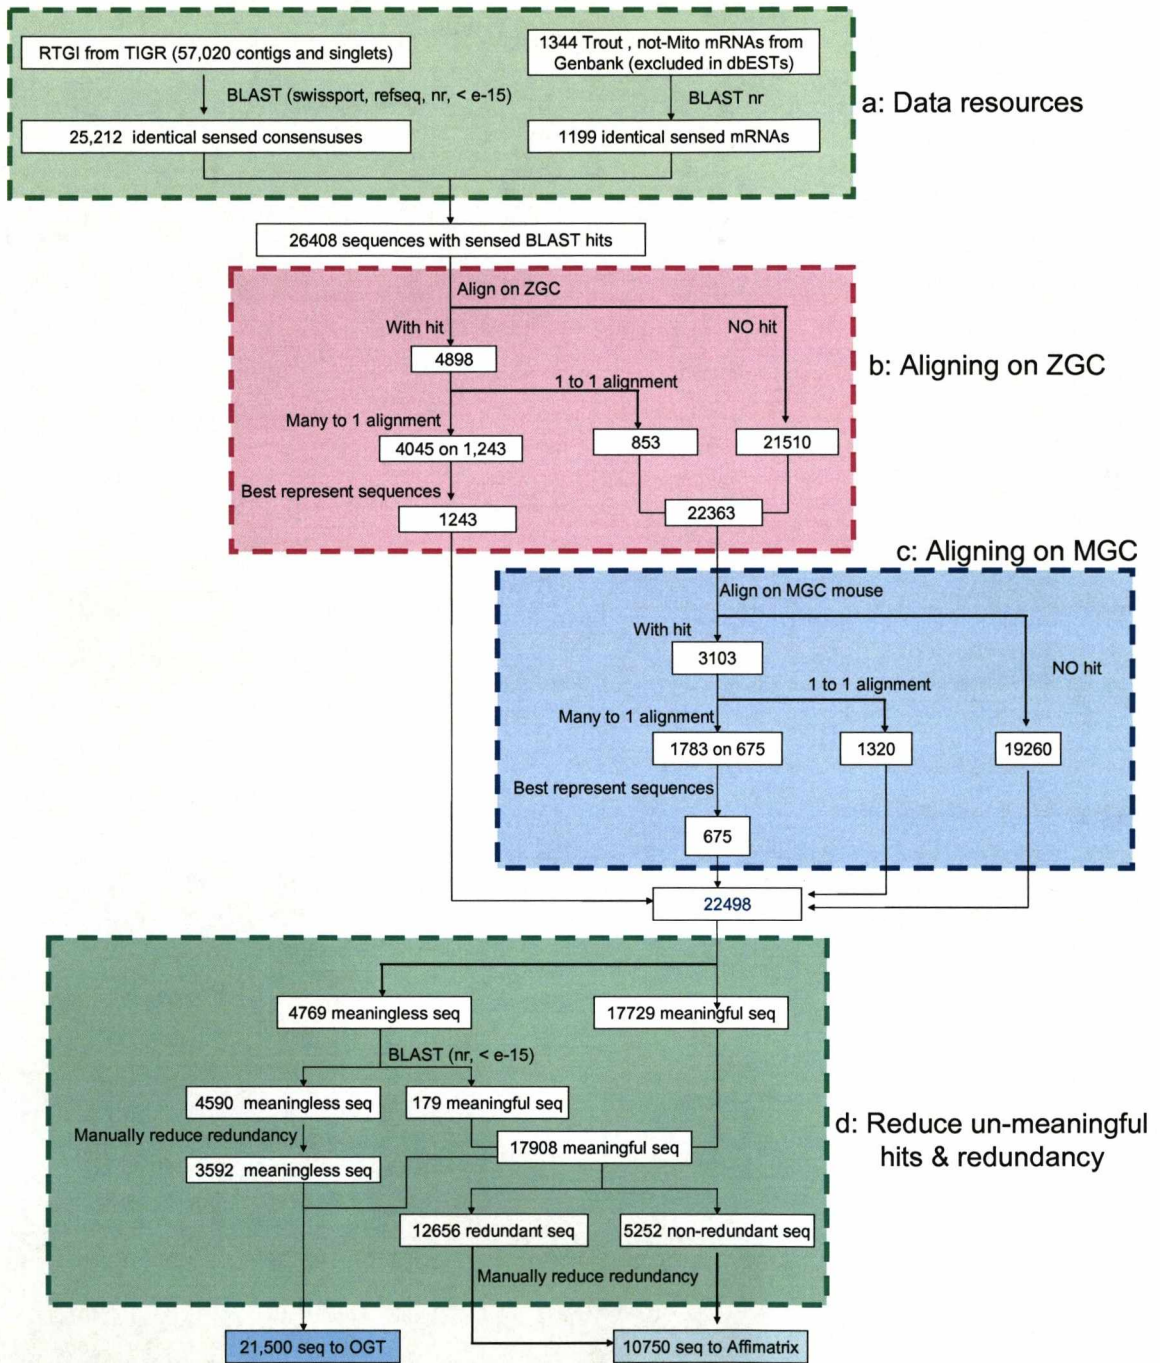 RTGI from TIGR (57,020 contigs and singlets)
1344 Trout , not-Mito mRNAs from
Genbank (excluded in dbESTs)
BLAST (swissport, refseq, nr, < e-15)
BLAST nr
a: Data resources
25,212 identical sensed consensuses
1199 identical sensed mRNAs
26408 sequences with sensed BLAST hits
Align on ZGC
With hit
NO hit
4898
b: Aligning on ZGC
1 to 1 alignment
Many to 1 alignment
4045 on 1,243
853
21510
Best represent sequences
1243
22363
c: Aligning on MGC
Align on MGC mouse
With hit
3103
NO hit
1 to 1 alignment
Many to 1 alignment
1783 on 675
1320
19260
Best represent sequences
675
22498
4769 meaningless seq
17729 meaningful seq
BLAST (nr, < e-15)
4590 meaningless seq
179 meaningful seq
Manually reduce redundancy
17908 meaningful seq
d: Reduce un-meaningful
hits & redundancy
3592 meaningless seq
12656 redundant seq
5252 non-redundant seq
Manually reduce redundancy
21,500 seq to OGT
10750 seq to Affimatrix